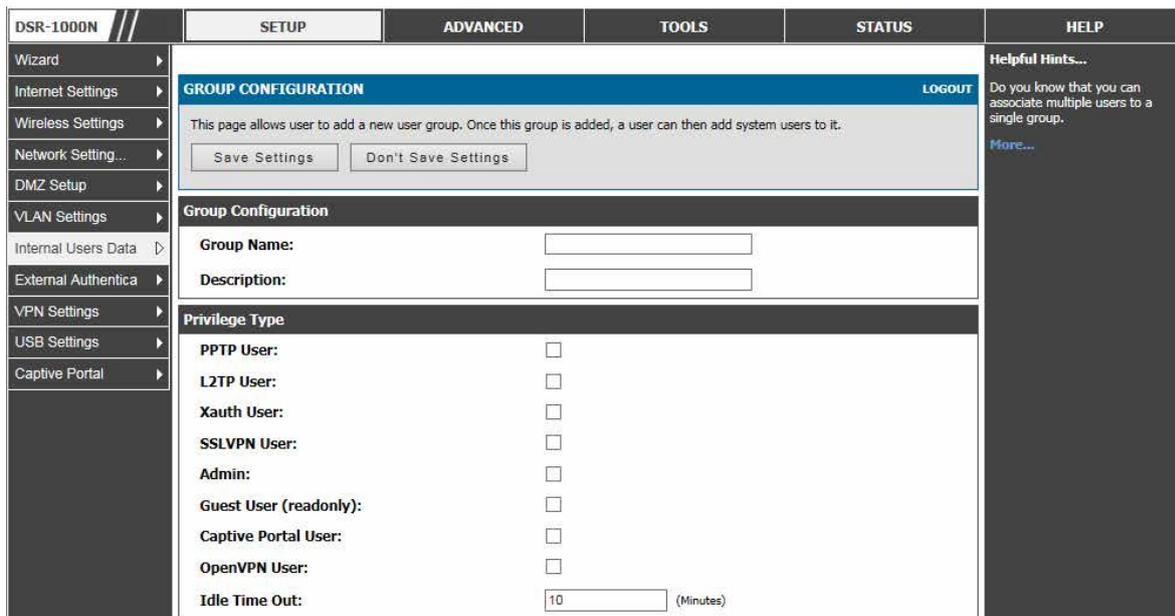 DSR-1000N SETUP ADVANCED TOOLS STATUS HELP
Wizard
Internet Settings
Wireless Settings
Network Setting...
DMZ Setup
VLAN Settings
Internal Users Data
External Authentica
VPN Settings
USB Settings
Captive Portal
GROUP CONFIGURATION LOGOUT
This page allows user to add a new user group. Once this group is added, a user can then add system users to it.
Save Settings Don't Save Settings
Group Configuration
Group Name:
Description:
Privilege Type
PPTP User:
L2TP User:
Xauth User:
SSLVPN User:
Admin:
Guest User (readonly):
Captive Portal User:
OpenVPN User:
Idle Time Out: 10 (Minutes)
Helpful Hints...
Do you know that you can
associate multiple users to a
single group.
More...